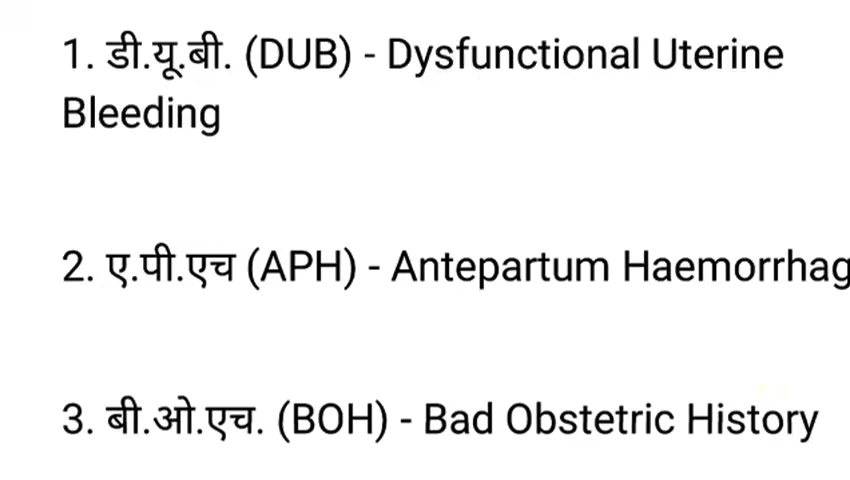 1. डी.यू.बी. (DUB) - Dysfunctional Uterine
Bleeding
2. ए.पी.एच (APH) - Antepartum Haemorrhag
3. बी.ओ.एच. (BOH) - Bad Obstetric History